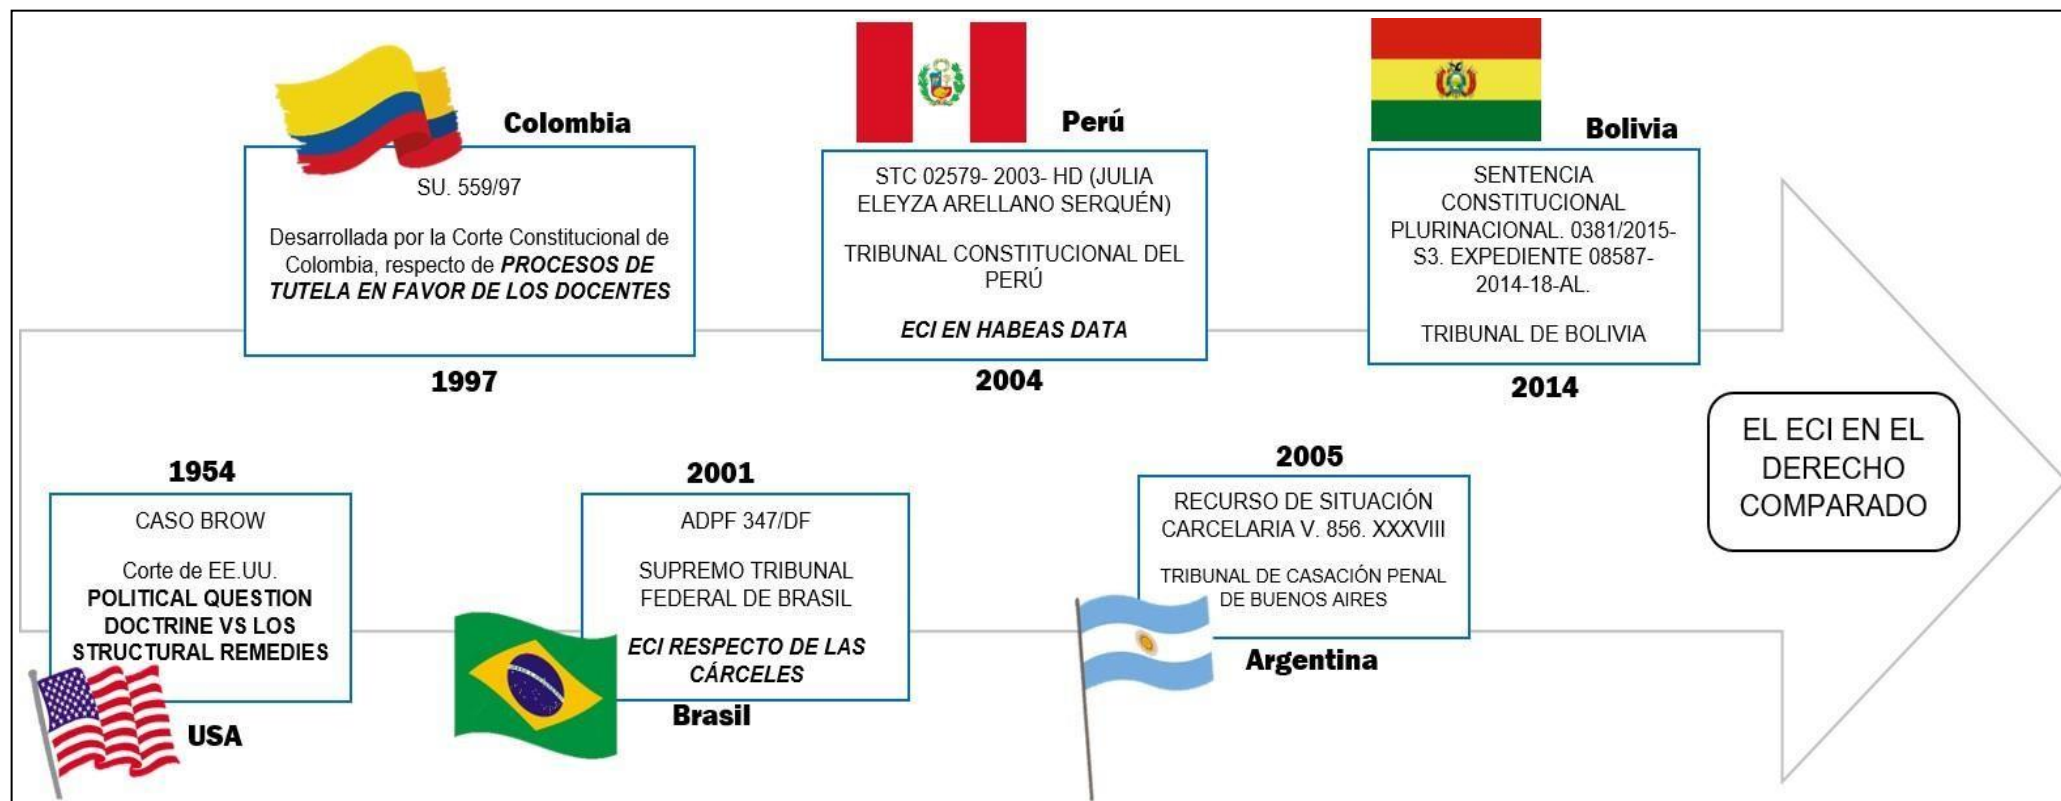 Colombia
SU. 559/97
Desarrollada por la Corte Constitucional de
Colombia, respecto de PROCESOS DE
TUTELA EN FAVOR DE LOS DOCENTES
1997
Perú
STC 02579- 2003- HD (JULIA
ELEYZA ARELLANO SERQUÉN)
TRIBUNAL CONSTITUCIONAL DEL
PERÚ
ECI EN HABEAS DATA
2004
Bolivia
SENTENCIA
CONSTITUCIONAL
PLURINACIONAL. 0381/2015-
S3. EXPEDIENTE 08587-
2014-18-AL.
TRIBUNAL DE BOLIVIA
2014
1954
CASO BROW
Corte de EE.UU.
POLITICAL QUESTION
DOCTRINE VS LOS
STRUCTURAL REMEDIES
USA
2001
ADPF 347/DF
SUPREMO TRIBUNAL
FEDERAL DE BRASIL
ECI RESPECTO DE LAS
CÁRCELES
Brasil
2005
RECURSO DE SITUACIÓN
CARCELARIA V. 856. XXXVIII
TRIBUNAL DE CASACIÓN PENAL
DE BUENOS AIRES
Argentina
EL ECI EN EL
DERECHO
COMPARADO